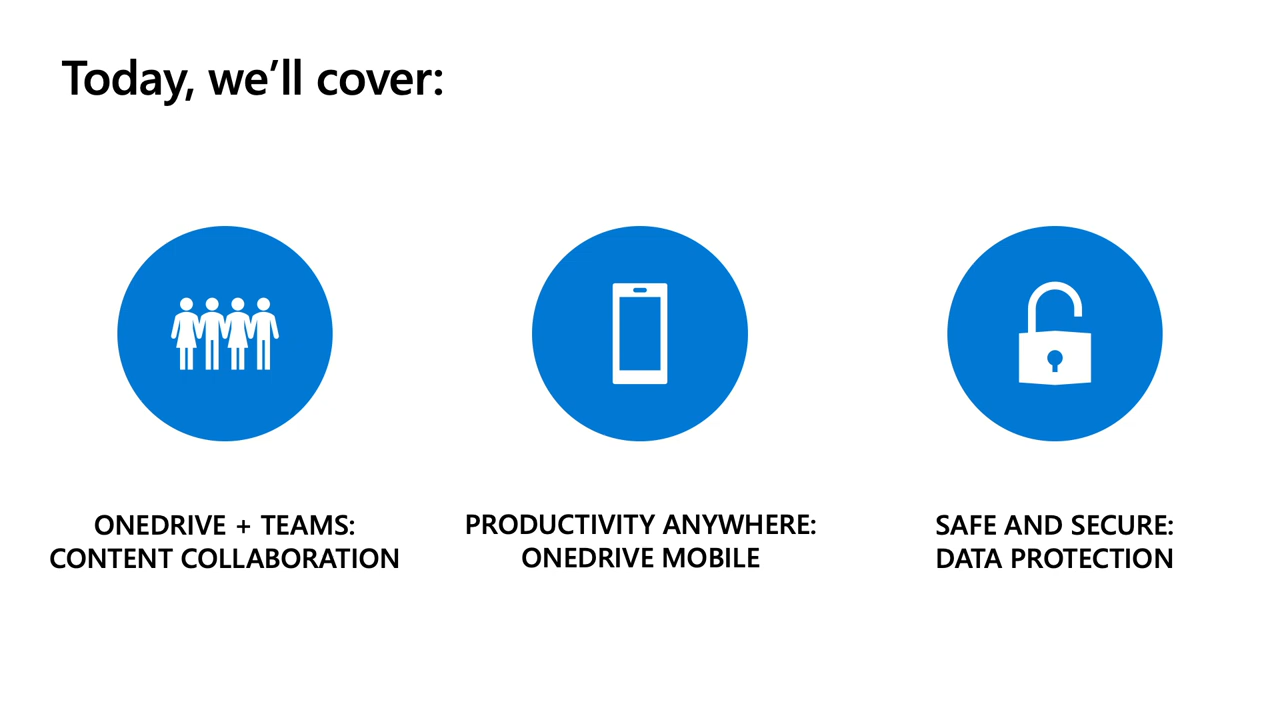 Today, we’ll cover:
ONEDRIVE + TEAMS:
CONTENT COLLABORATION
PRODUCTIVITY ANYWHERE:
ONEDRIVE MOBILE
SAFE AND SECURE:
DATA PROTECTION